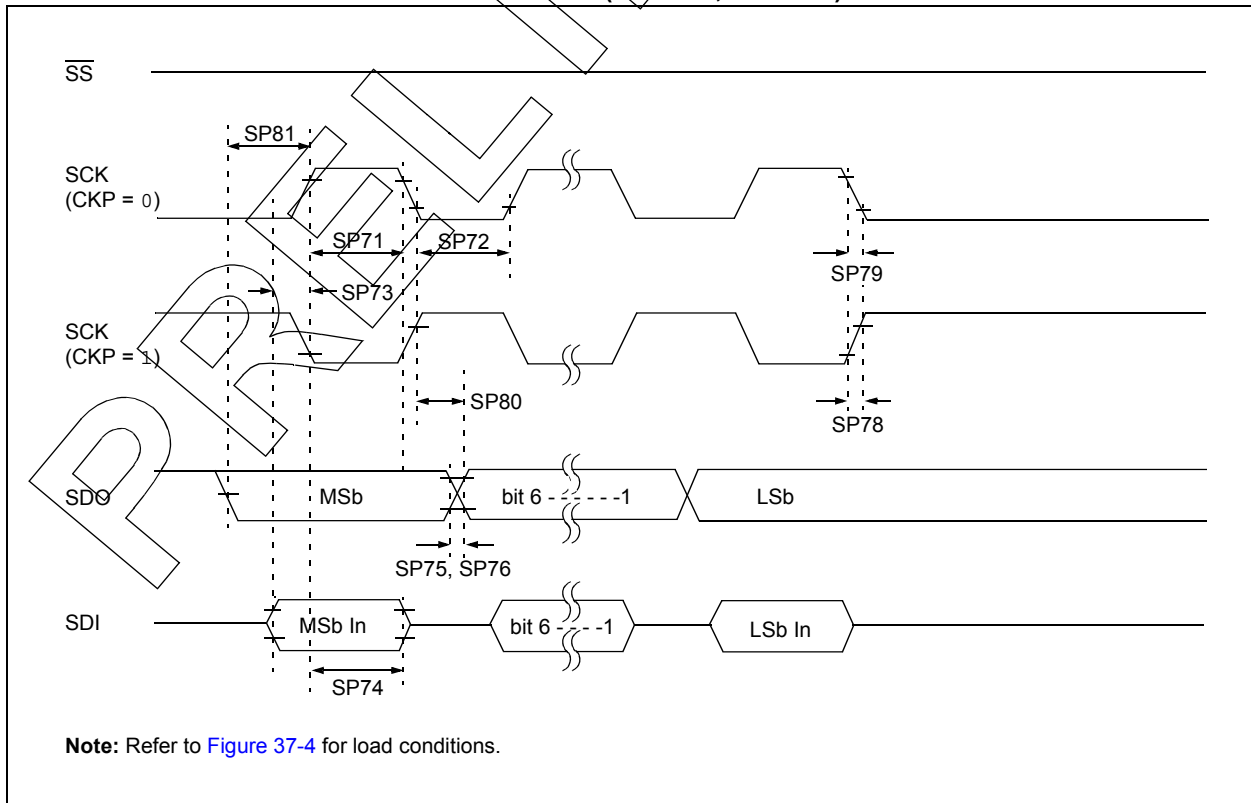 SS
SP81
SCK
(CKP = 0)
SP71
SP72
SP79
SP73
SCK
(CKP = 1)
SP80
SP78
SDO
MSb
bit 6 - - - - - -1
LSb
SP75, SP76
SDI
MSb In
bit 6 - - - -1
LSb In
SP74
Note: Refer to Figure 37-4 for load conditions.
PREL